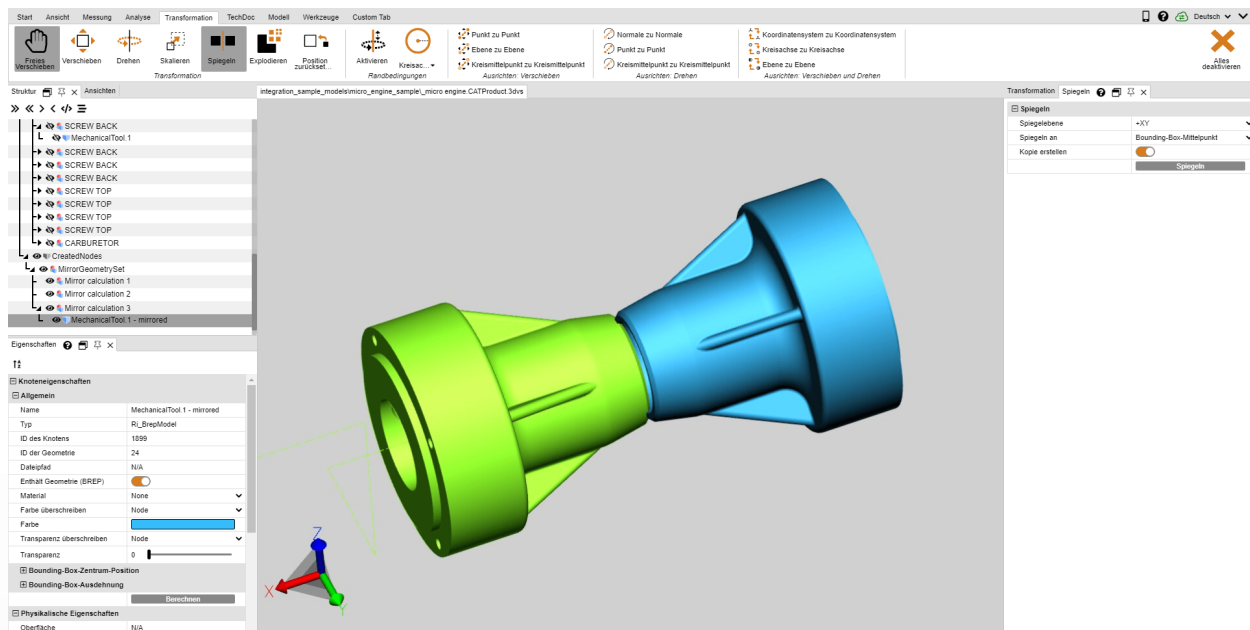 Start Ansicht Messung Analyse Transformation TechDoc Modell Werkzeuge Custom Tab Deutsch
Freies Verschieben
Verschieben
Drehen
Skalieren
Spiegeln
Explodieren
Position zurückset...
Transformation
Aktivieren
Kreisac...
Randbedingungen
Punkt zu Punkt
Ebene zu Ebene
Kreismittelpunkt zu Kreismittelpunkt
Ausrichten: Verschieben
Normale zu Normale
Punkt zu Punkt
Kreismittelpunkt zu Kreismittelpunkt
Ausrichten: Drehen
Koordinatensystem zu Koordinatensystem
Kreisachse zu Kreisachse
Ebene zu Ebene
Ausrichten: Verschieben und Drehen
Alles deaktivieren
Struktur Ansichten
SCREW BACK
MechanicalTool.1
SCREW BACK
SCREW BACK
SCREW BACK
SCREW TOP
SCREW TOP
SCREW TOP
SCREW TOP
CARBURETOR
CreatedNodes
MirrorGeometrySet
Mirror calculation 1
Mirror calculation 2
Mirror calculation 3
MechanicalTool.1 - mirrored
Eigenschaften
Knoteneigenschaften
Allgemein
Name MechanicalTool.1 - mirrored
Typ Ri_BrepModel
ID des Knotens 1899
ID der Geometrie 24
Dateipfad N/A
Enthält Geometrie (BREP)
Material None
Farbe überschreiben Node
Farbe
Transparenz überschreiben Node
Transparenz 0
Bounding-Box-Zentrum-Position
Bounding-Box-Ausdehnung
Berechnen
Physikalische Eigenschaften
Oberfläche N/A
integration_sample_models\micro_engine_sample\_micro engine.CATProduct.3dvs
Z
X
Y
Transformation Spiegeln
Spiegeln
Spiegelebene +XY
Spiegeln an Bounding-Box-Mittelpunkt
Kopie erstellen
Spiegeln